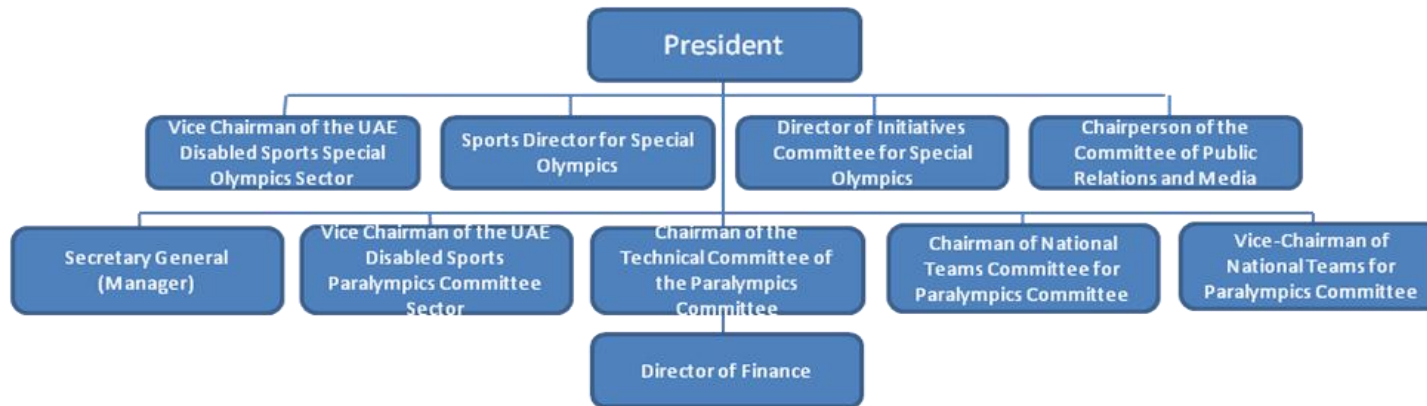 President
Vice Chairman of the UAE
Disabled Sports Special
Olympics Sector
Sports Director for Special
Olympics
Director of Initiatives
Committee for Special
Olympics
Chairperson of the
Committee of Public
Relations and Media
Secretary General
(Manager)
Vice Chairman of the UAE
Disabled Sports
Paralympics Committee
Sector
Chairman of the
Technical Committee of
the Paralympics
Committee
Chairman of National
Teams Committee for
Paralympics Committee
Vice-Chairman of
National Teams for
Paralympics Committee
Director of Finance